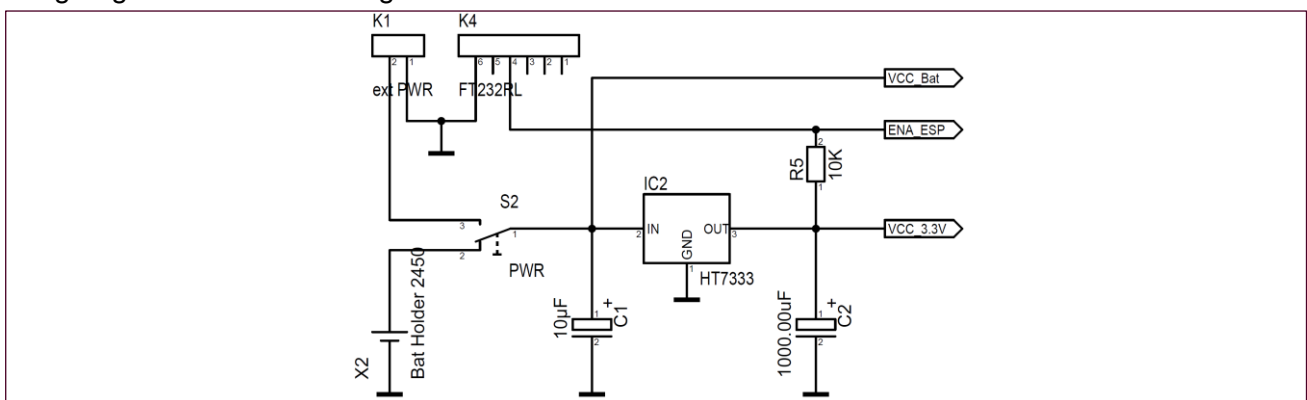 K1
K4
2 1
6 5 4 3 2 1
ext PWR
FT232RL
VCC_Bat
ENA_ESP
2
R5
10K
1
IC2
S2
3
1
2
PWR
2
IN
OUT
3
GND
1
HT7333
VCC_3.3V
Bat Holder 2450
X2
10µF
1
+
C1
2
1000.00uF
1
+
C2
2